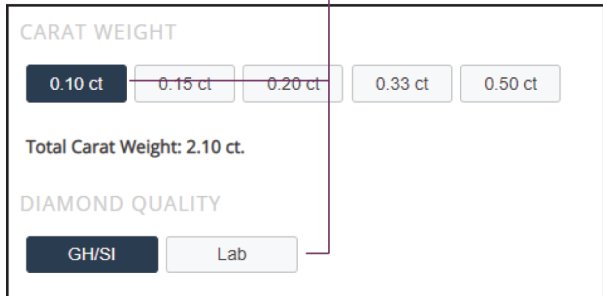 CARAT WEIGHT
0.10 ct 0.15 ct 0.20 ct 0.33 ct 0.50 ct
Total Carat Weight: 2.10 ct.
DIAMOND QUALITY
GH/SI Lab